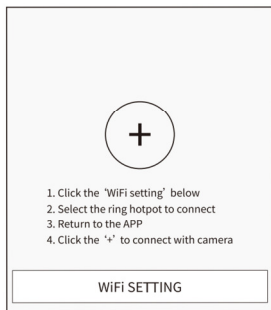 +
1. Click the ‘WiFi setting’ below
2. Select the ring hotpot to connect
3. Return to the APP
4. Click the ‘+’ to connect with camera
WiFi SETTING